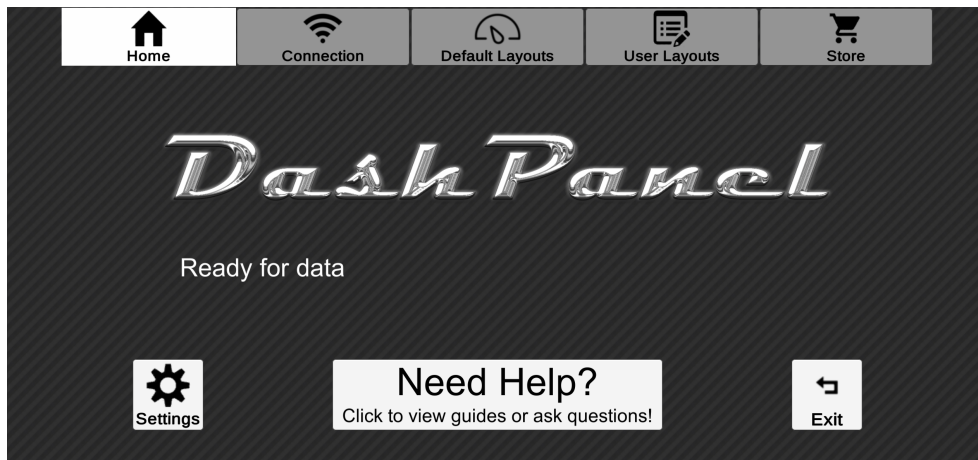 Home
Connection
Default Layouts
User Layouts
Store
DashPanel
Ready for data
Settings
Need Help?
Click to view guides or ask questions!
Exit